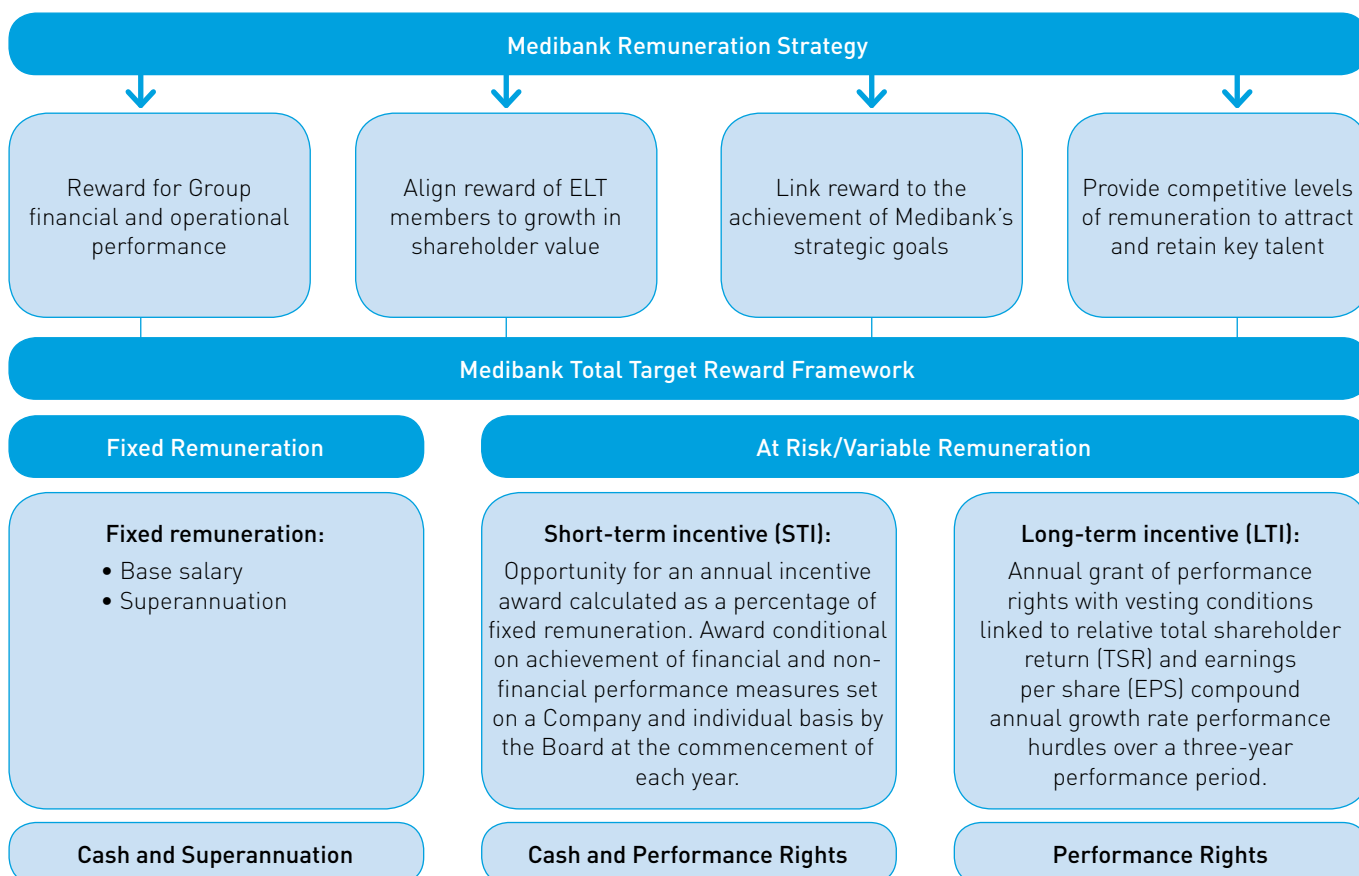 Medibank Remuneration Strategy
Reward for Group
financial and operational
performance
Align reward of ELT
members to growth in
shareholder value
Link reward to the
achievement of Medibank's
strategic goals
Provide competitive levels
of remuneration to attract
and retain key talent
Medibank Total Target Reward Framework
Fixed Remuneration
At Risk/Variable Remuneration
Fixed remuneration:
• Base salary
• Superannuation
Short-term incentive (STI):
Opportunity for an annual incentive
award calculated as a percentage of
fixed remuneration. Award conditional
on achievement of financial and non-
financial performance measures set
on a Company and individual basis by
the Board at the commencement of
each year.
Long-term incentive (LTI):
Annual grant of performance
rights with vesting conditions
linked to relative total shareholder
return (TSR) and earnings
per share (EPS) compound
annual growth rate performance
hurdles over a three-year
performance period.
Cash and Superannuation
Cash and Performance Rights
Performance Rights